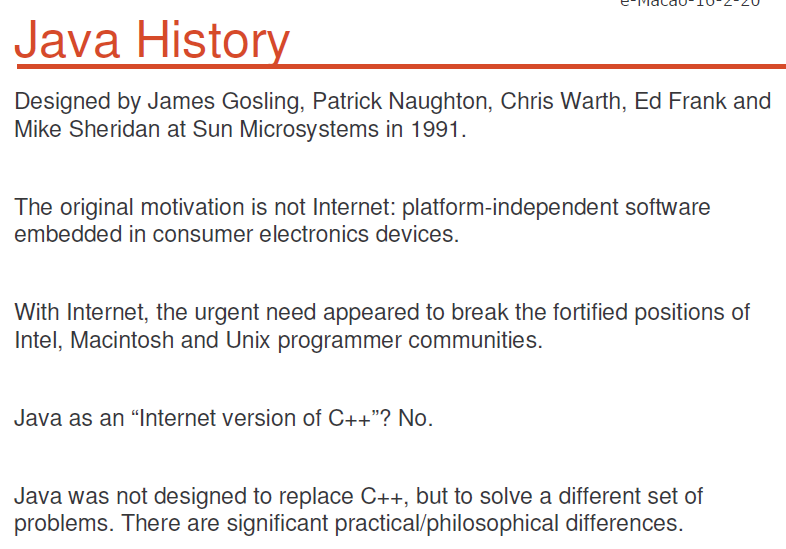 e-Macao-16-2-20
Java History
Designed by James Gosling, Patrick Naughton, Chris Warth, Ed Frank and
Mike Sheridan at Sun Microsystems in 1991.
The original motivation is not Internet: platform-independent software
embedded in consumer electronics devices.
With Internet, the urgent need appeared to break the fortified positions of
Intel, Macintosh and Unix programmer communities.
Java as an “Internet version of C++”? No.
Java was not designed to replace C++, but to solve a different set of
problems. There are significant practical/philosophical differences.